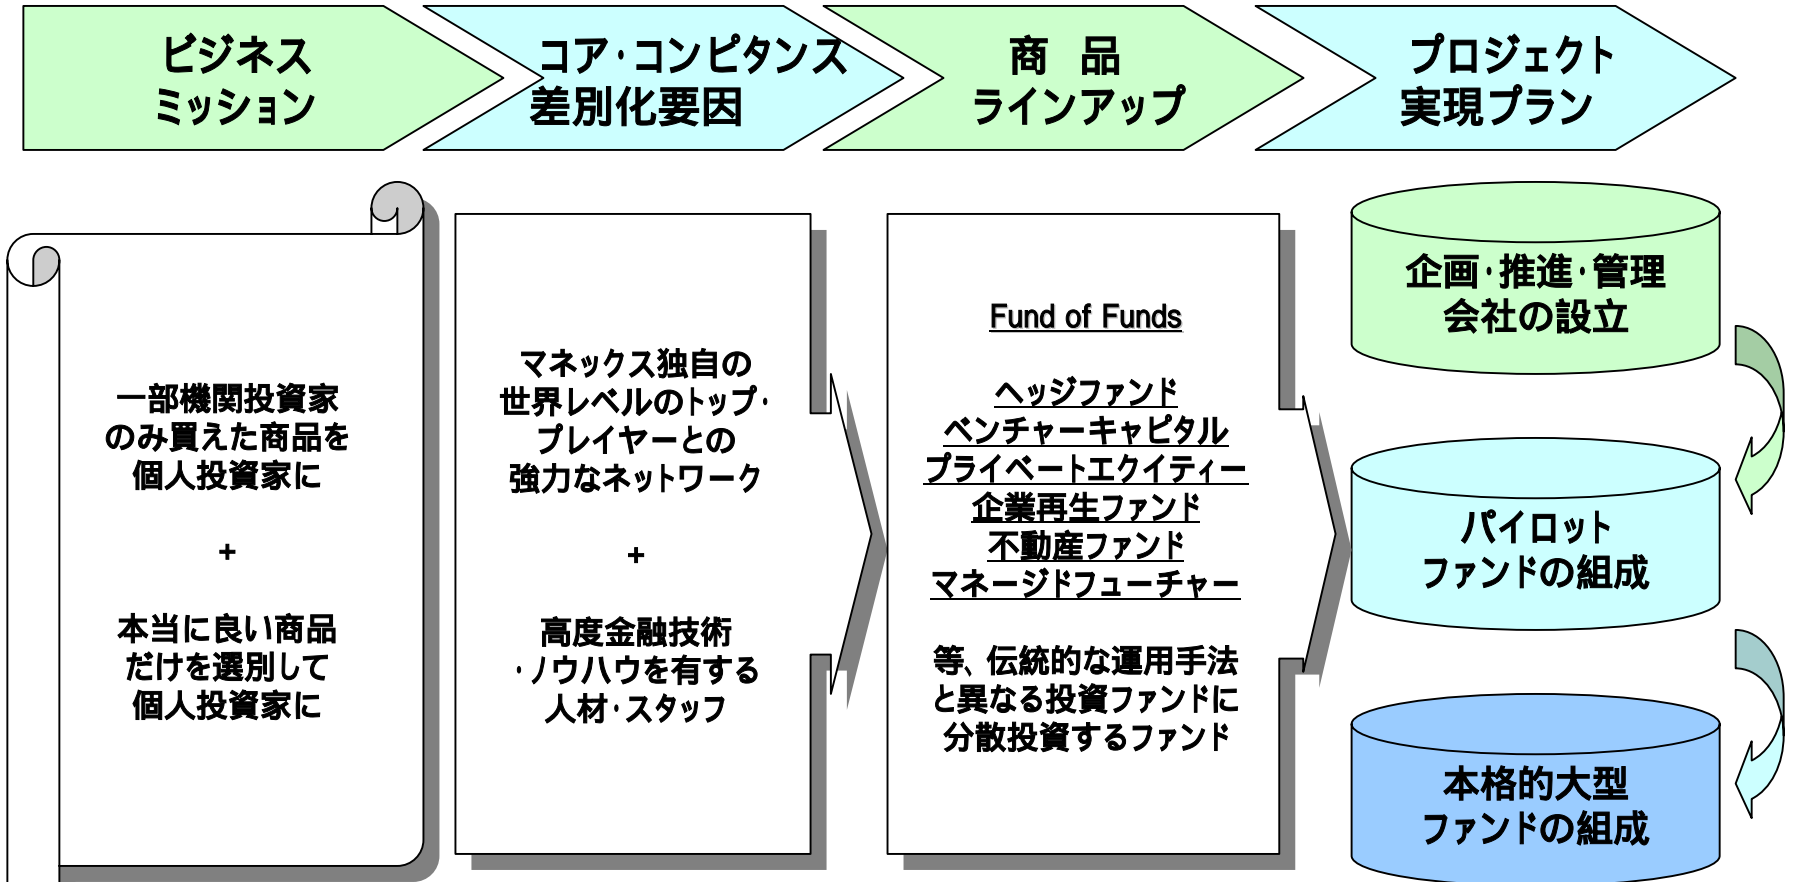 ビジネス
ミッション
コア・コンピタンス
差別化要因
商　品
ラインアップ
プロジェクト
実現プラン
一部機関投資家
のみ買えた商品を
個人投資家に
+
本当に良い商品
だけを選別して
個人投資家に
マネックス独自の
世界レベルのトップ・
プレイヤーとの
強力なネットワーク
+
高度金融技術
・ノウハウを有する
人材・スタッフ
Fund of Funds
ヘッジファンド
ベンチャーキャピタル
プライベートエクイティー
企業再生ファンド
不動産ファンド
マネージドフューチャー
等、伝統的な運用手法
と異なる投資ファンドに
分散投資するファンド
企画・推進・管理
会社の設立
パイロット
ファンドの組成
本格的大型
ファンドの組成